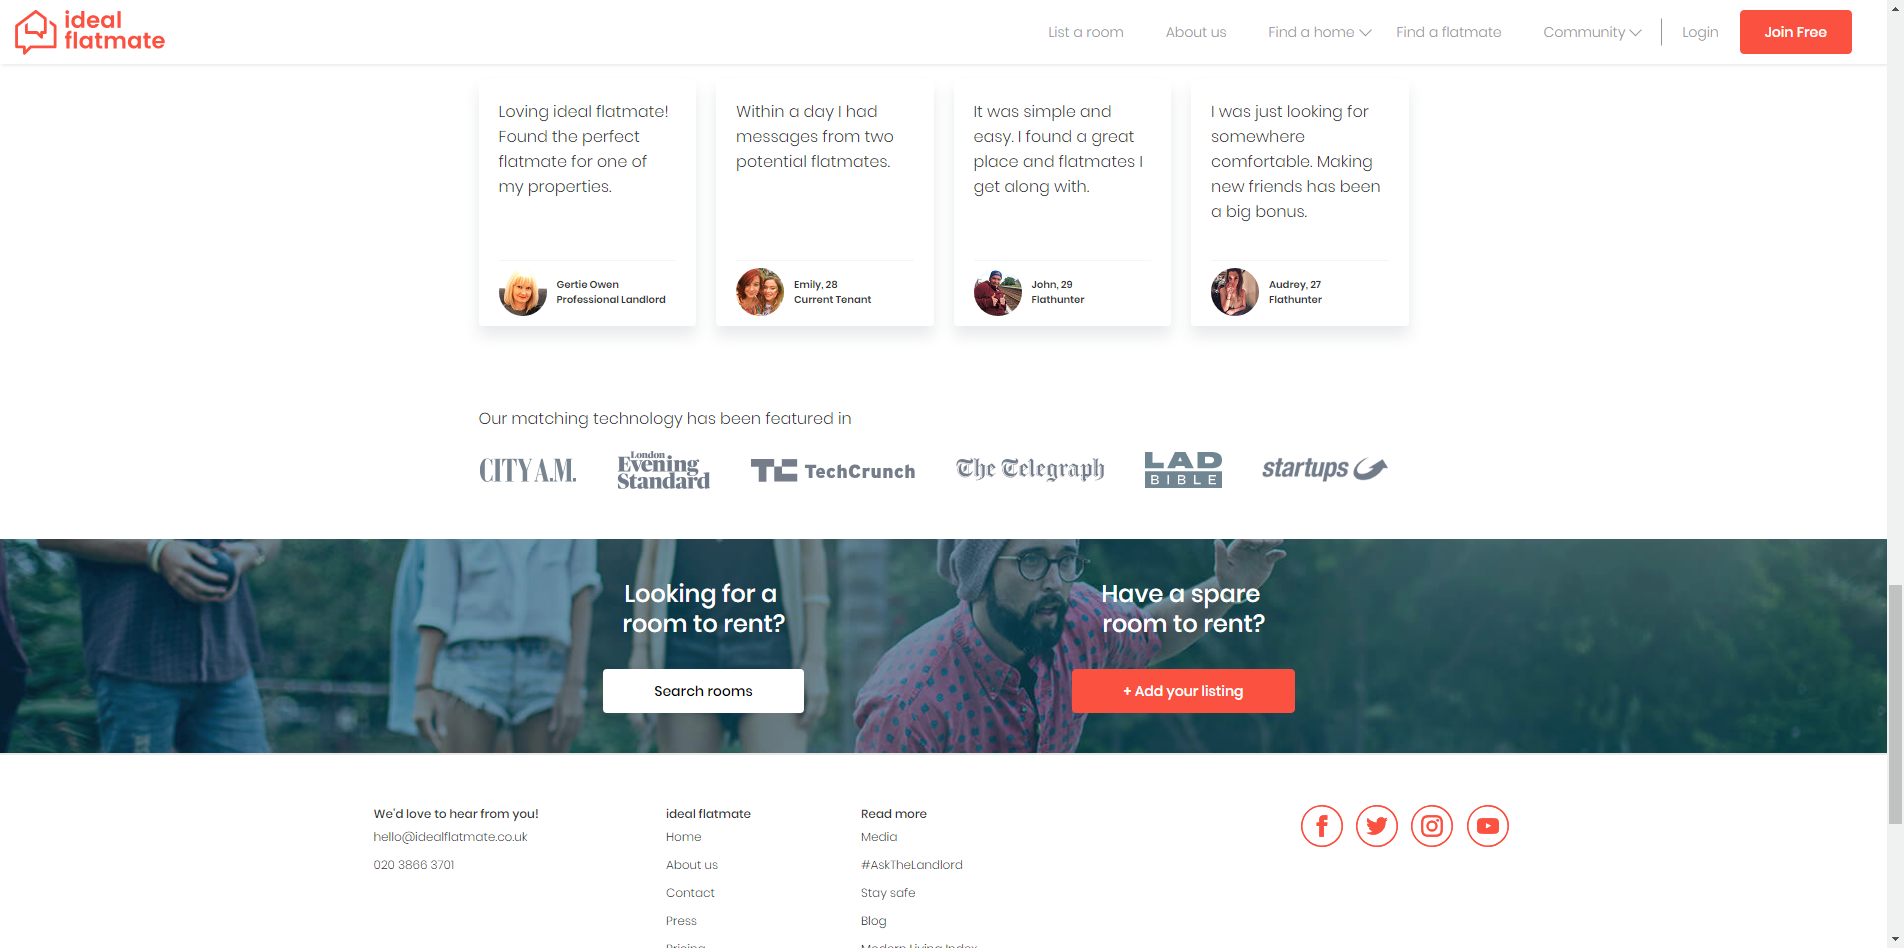 ideal
flatmate
List a room
About us
Find a home
Find a flatmate
Community
Login
Join Free
Loving ideal flatmate!
Found the perfect
flatmate for one of
my properties.
Gertie Owen
Professional Landlord
Within a day I had
messages from two
potential flatmates.
Emily, 28
Current Tenant
It was simple and
easy. I found a great
place and flatmates I
get along with.
John, 29
Flathunter
I was just looking for
somewhere
comfortable. Making
new friends has been
a big bonus.
Audrey, 27
Flathunter
Our matching technology has been featured in
CITY A.M.
London
Evening
Standard
TC TechCrunch
The Telegraph
LAD
BIBLE
startups
Looking for a
room to rent?
Search rooms
Have a spare
room to rent?
+ Add your listing
We'd love to hear from you!
hello@idealflatmate.co.uk
020 3866 3701
ideal flatmate
Home
About us
Contact
Press
Pricing
Read more
Media
#AskTheLandlord
Stay safe
Blog
Modern Living Index